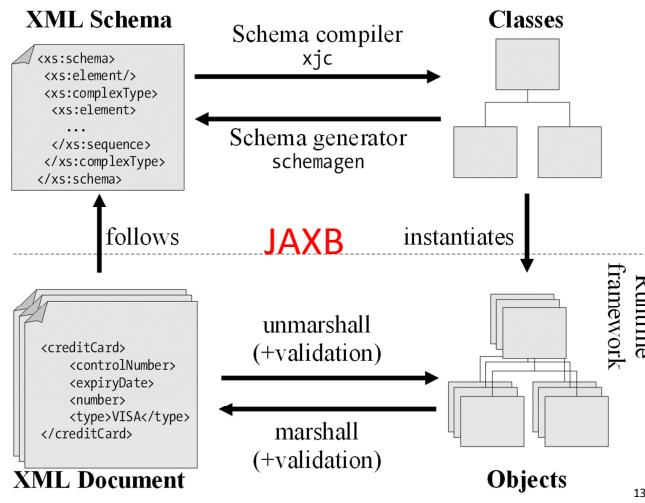 XML Schema
<xs:schema>
<xs:element/>
<xs:complexType>
<xs:element>
...
</xs:sequence>
</xs:complexType>
</xs:schema>
Schema compiler
xjc
Classes
Schema generator
schemagen
follows
JAXB
instantiates
Runtime
framework
<creditCard>
<controlNumber>
<expiryDate>
<number>
<type>VISA</type>
</creditCard>
XML Document
unmarshall
(+validation)
marshall
(+validation)
Objects
13